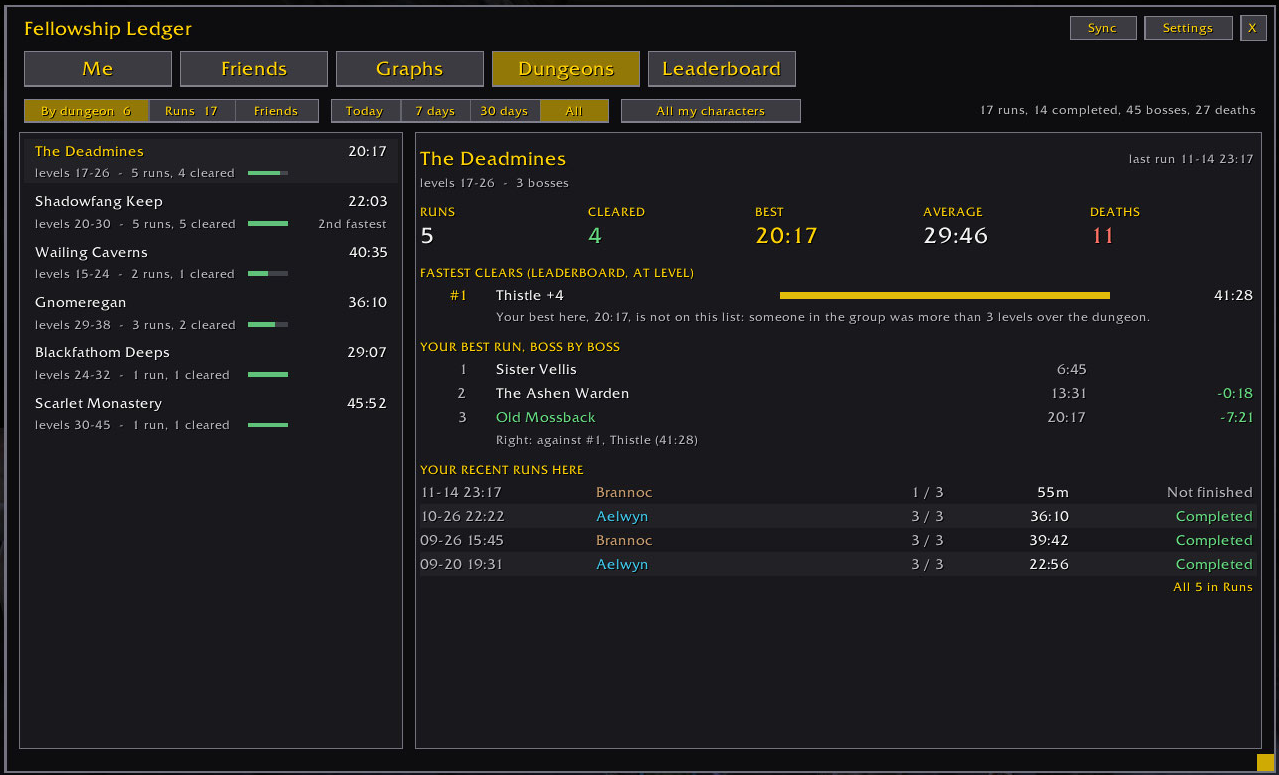 Fellowship Ledger
Sync Settings X
Me Friends Graphs Dungeons Leaderboard
By dungeon 6 Runs 17 Friends Today 7 days 30 days All All my characters 17 runs, 14 completed, 45 bosses, 27 deaths
The Deadmines 20:17
levels 17-26 - 5 runs, 4 cleared
Shadowfang Keep 22:03
levels 20-30 - 5 runs, 5 cleared 2nd fastest
Wailing Caverns 40:35
levels 15-24 - 2 runs, 1 cleared
Gnomeregan 36:10
levels 29-38 - 3 runs, 2 cleared
Blackfathom Deeps 29:07
levels 24-32 - 1 run, 1 cleared
Scarlet Monastery 45:52
levels 30-45 - 1 run, 1 cleared
The Deadmines last run 11-14 23:17
levels 17-26 - 3 bosses
RUNS CLEARED BEST AVERAGE DEATHS
5 4 20:17 29:46 11
FASTEST CLEARS (LEADERBOARD, AT LEVEL)
#1 Thistle +4 41:28
Your best here, 20:17, is not on this list: someone in the group was more than 3 levels over the dungeon.
YOUR BEST RUN, BOSS BY BOSS
1 Sister Vellis 6:45
2 The Ashen Warden 13:31 -0:18
3 Old Mossback 20:17 -7:21
Right: against #1, Thistle (41:28)
YOUR RECENT RUNS HERE
11-14 23:17 Brannoc 1 / 3 55m Not finished
10-26 22:22 Aelwyn 3 / 3 36:10 Completed
09-26 15:45 Brannoc 3 / 3 39:42 Completed
09-20 19:31 Aelwyn 3 / 3 22:56 Completed
All 5 in Runs